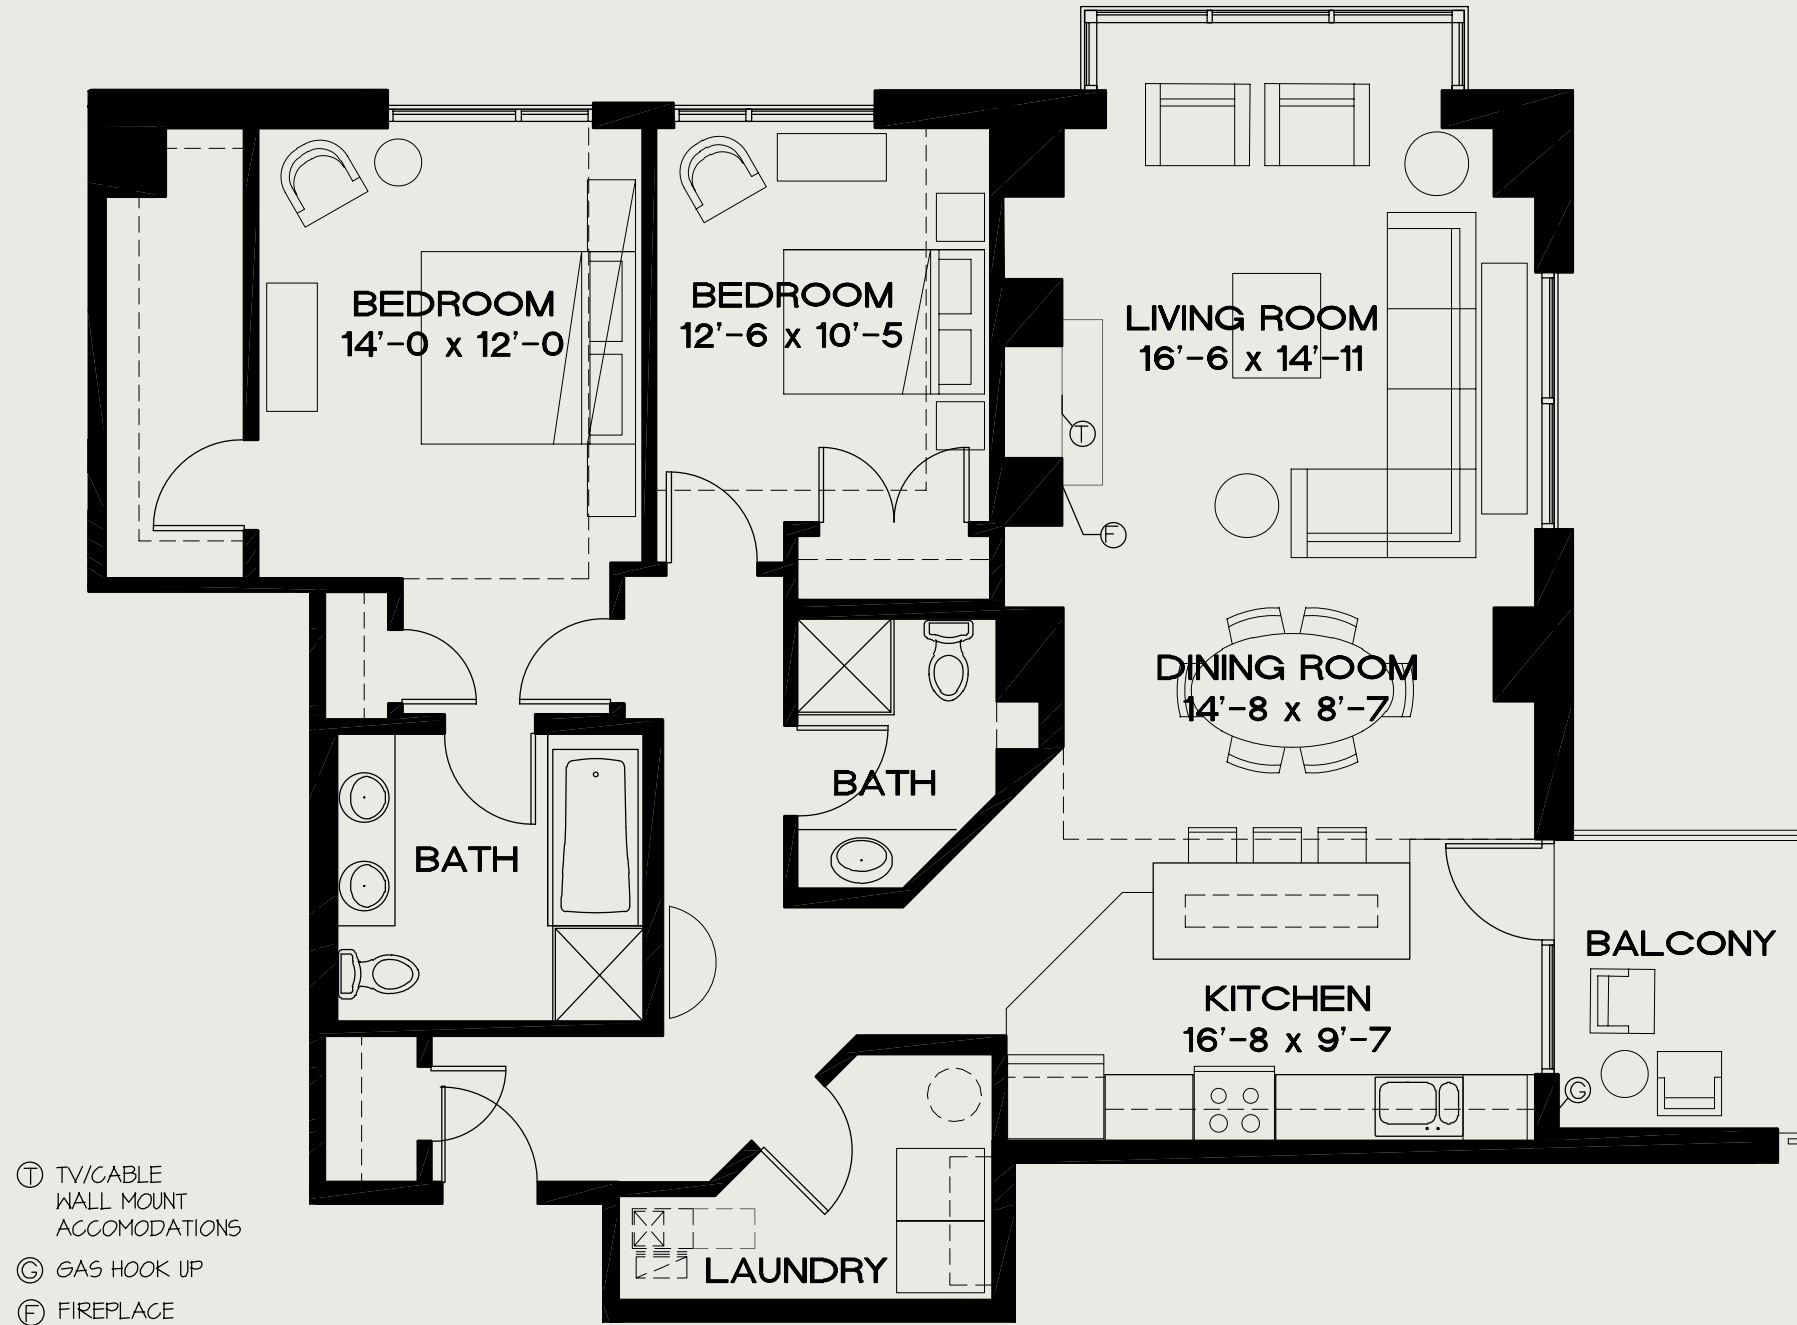 BEDROOM
14'-0 x 12'-0
BEDROOM
12'-6 x 10'-5
LIVING ROOM
16'-6 x 14'-11
T
F
DINING ROOM
14'-8 x 8'-7
BATH
BATH
BALCONY
KITCHEN
16'-8 x 9'-7
G
LAUNDRY
T TV/CABLE
WALL MOUNT
ACCOMODATIONS
G GAS HOOK UP
F FIREPLACE